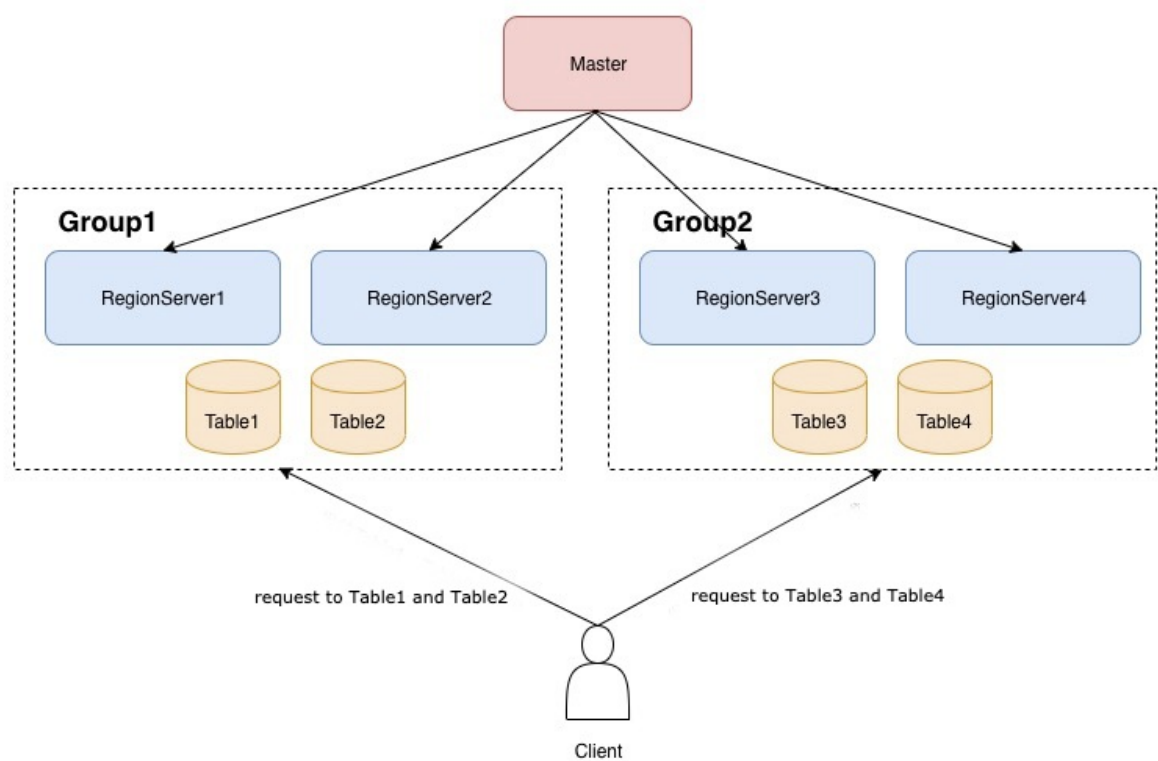 Master
Group1
Group2
RegionServer1
RegionServer2
RegionServer3
RegionServer4
Table1
Table2
Table3
Table4
request to Table1 and Table2
request to Table3 and Table4
Client